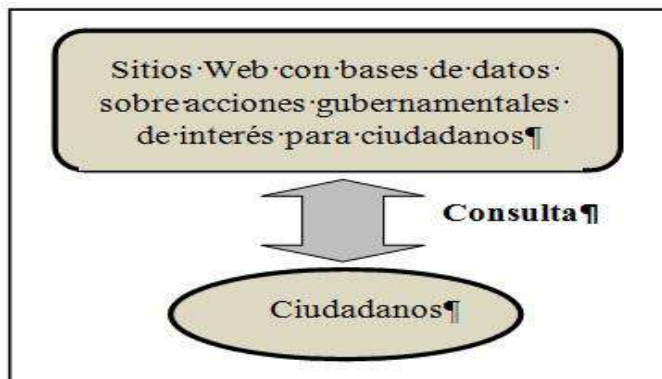 Sitios·Web·con·bases·de·datos·
sobre acciones·gubernamentales·
de·interés·para·ciudadanos¶
Consulta¶
Ciudadanos¶